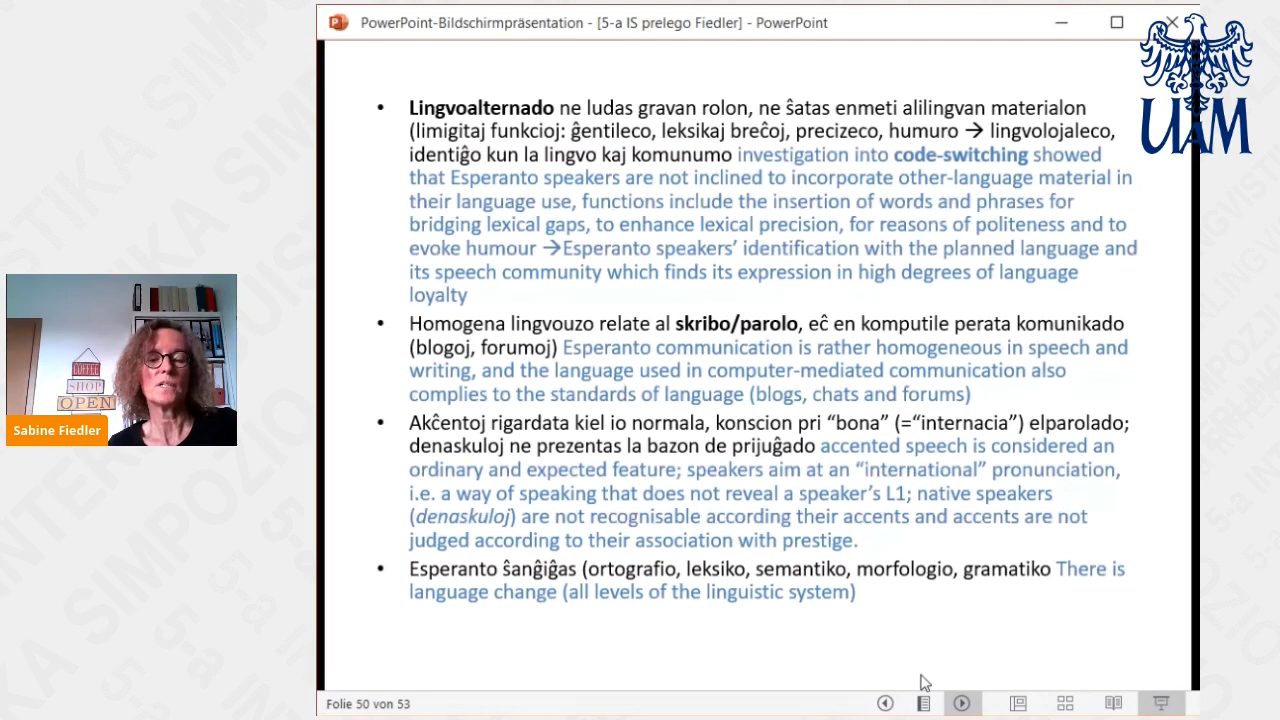 PowerPoint-Bildschirmpräsentation - [5-a IS prelego Fiedler] - PowerPoint
UAM
• Lingvoalternado ne ludas gravan rolon, ne ŝatas enmeti alilingvan materialon
(limigitaj funkcioj: ĝentileco, leksikaj breĉoj, precizeco, humuro → lingvolojaleco,
identiĝo kun la lingvo kaj komunumo investigation into code-switching showed
that Esperanto speakers are not inclined to incorporate other-language material in
their language use, functions include the insertion of words and phrases for
bridging lexical gaps, to enhance lexical precision, for reasons of politeness and to
evoke humour →Esperanto speakers’ identification with the planned language and
its speech community which finds its expression in high degrees of language
loyalty
• Homogena lingvouzo relate al skribo/parolo, eĉ en komputile perata komunikado
(blogoj, forumoj) Esperanto communication is rather homogeneous in speech and
writing, and the language used in computer-mediated communication also
complies to the standards of language (blogs, chats and forums)
• Akĉentoj rigardata kiel io normala, konscion pri “bona” (=“internacia”) elparolado;
denaskuloj ne prezentas la bazon de prijuĝado accented speech is considered an
ordinary and expected feature; speakers aim at an “international” pronunciation,
i.e. a way of speaking that does not reveal a speaker’s L1; native speakers
(denaskuloj) are not recognisable according their accents and accents are not
judged according to their association with prestige.
• Esperanto ŝanĝiĝas (ortografio, leksiko, semantiko, morfologio, gramatiko There is
language change (all levels of the linguistic system)
COFFEE
SHOP
OPEN
Sabine Fiedler
Folie 50 von 53